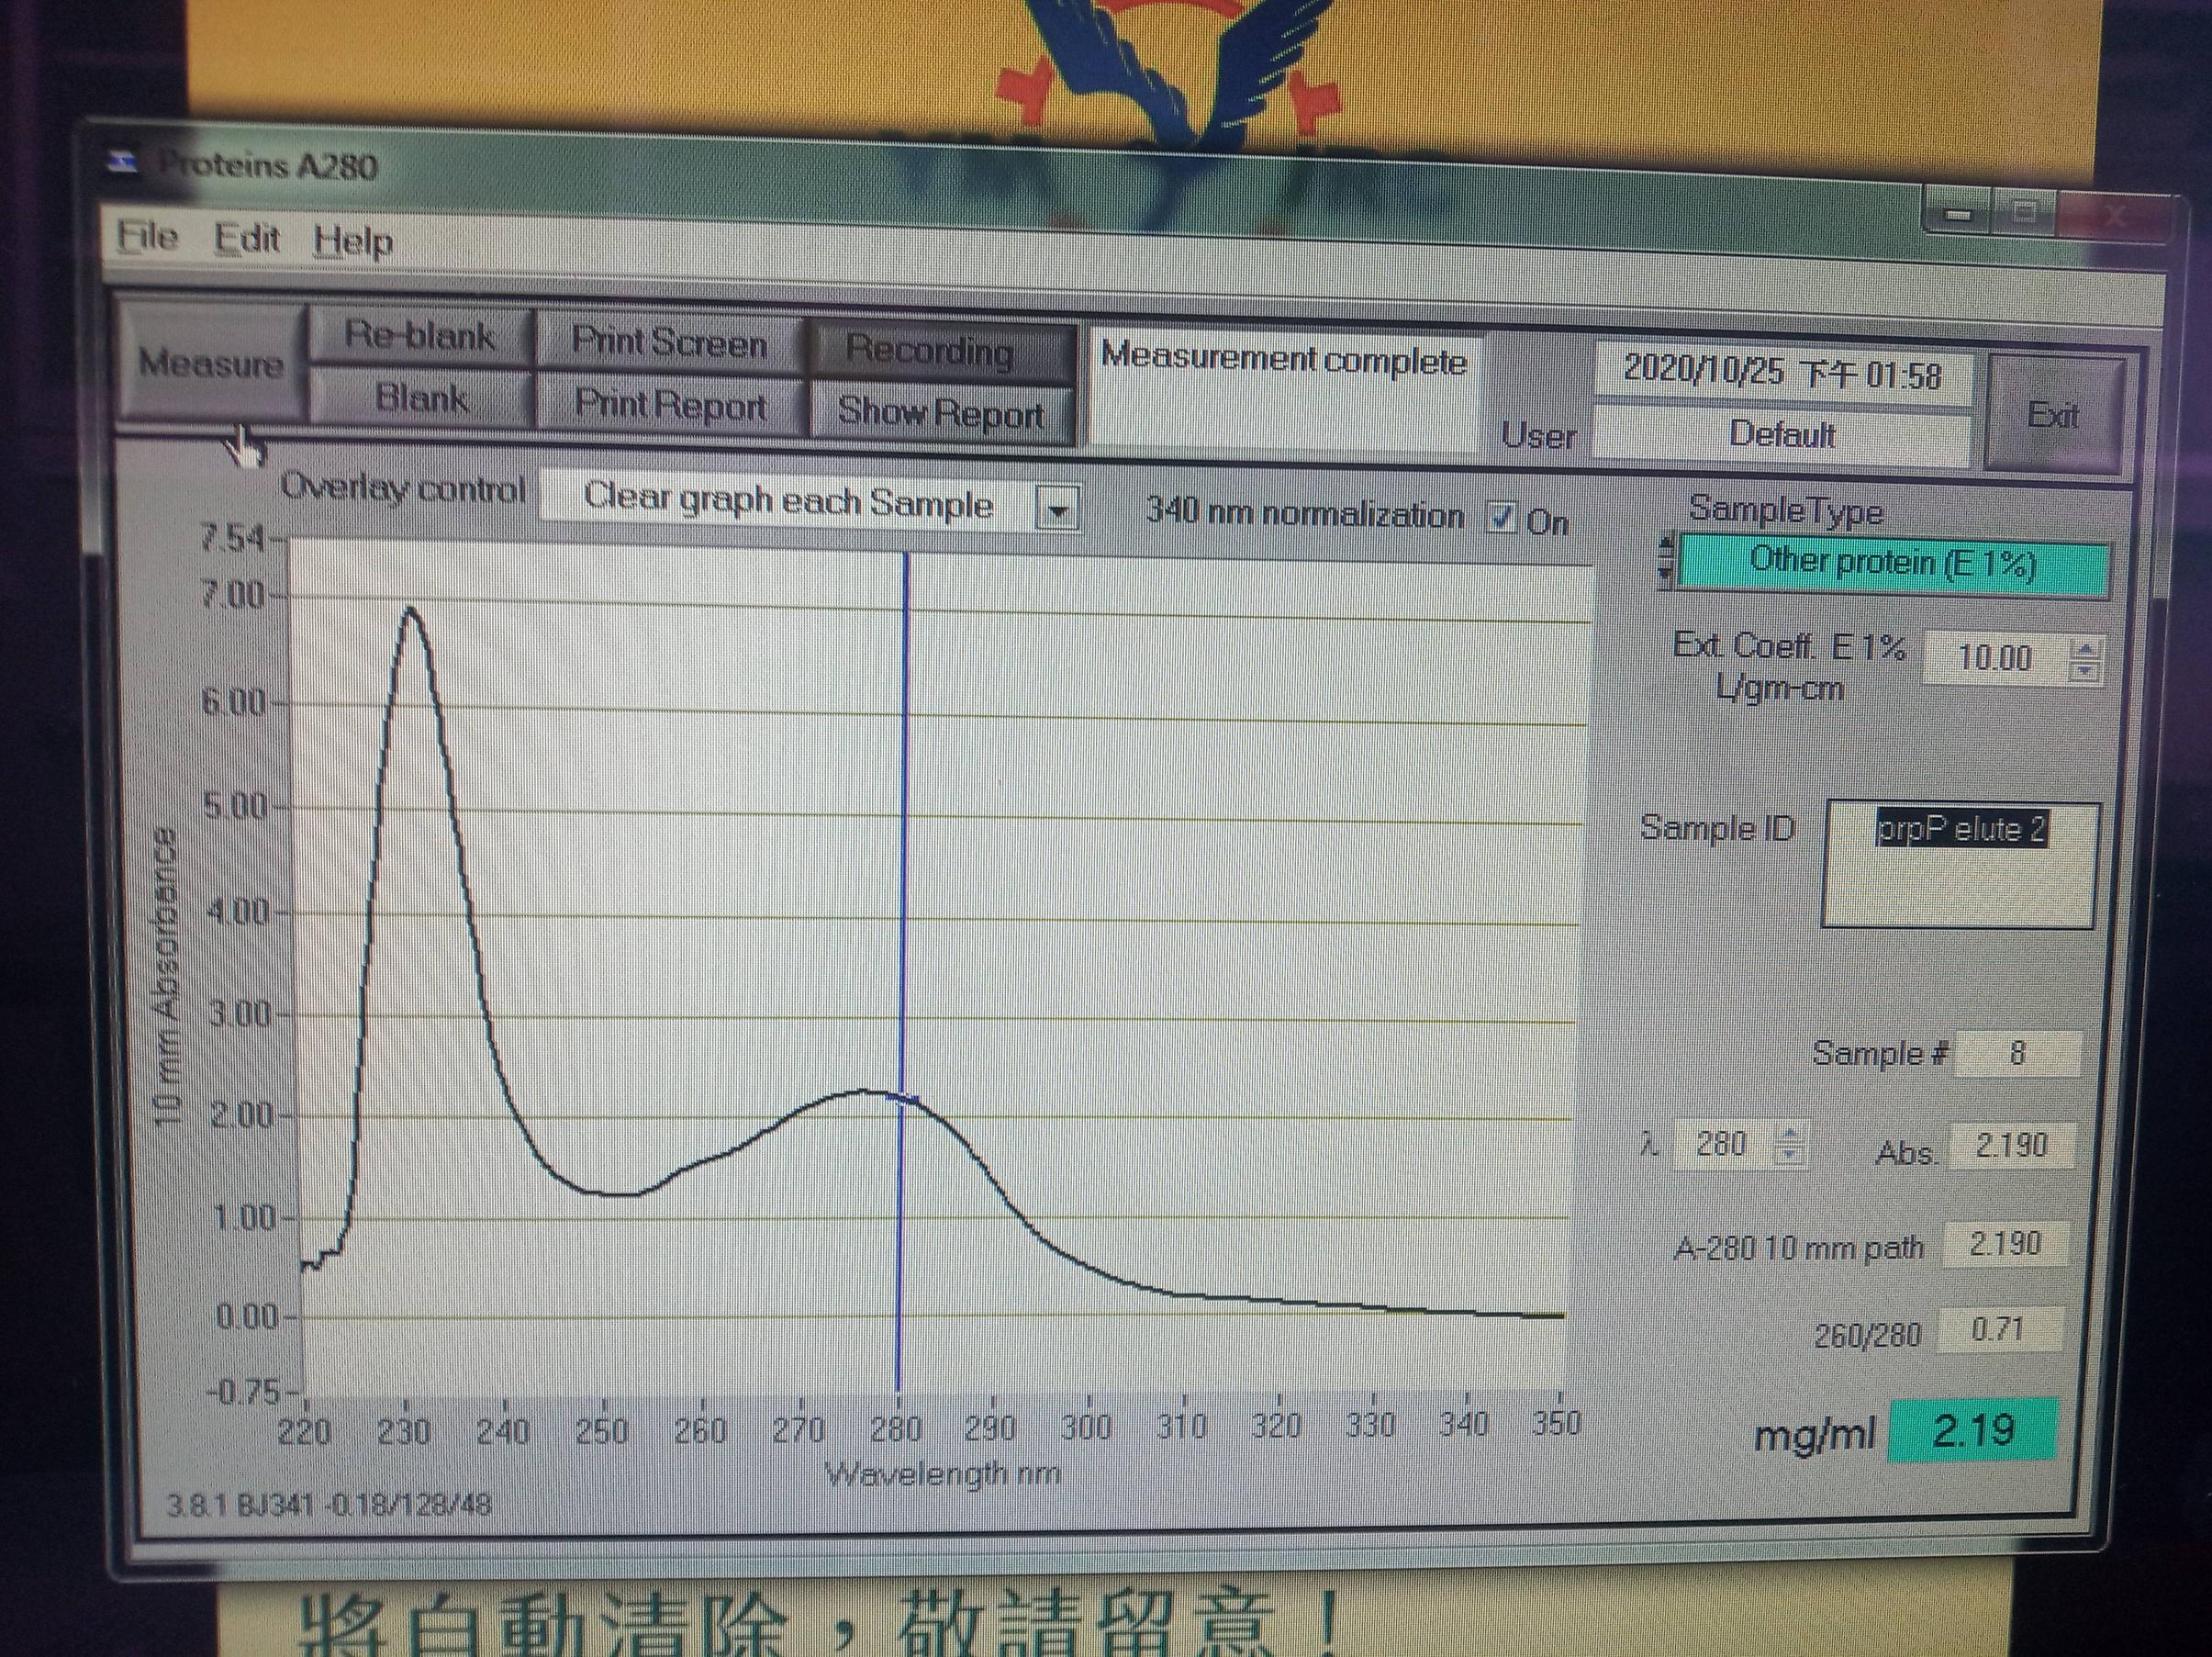 Proteins A280
File Edit Help
Measure
Re-blank
Print Screen
Recording
Blank
Print Report
Show Report
Measurement complete
2020/10/25 下午 01:58
User
Default
Exit
Overlay control
Clear graph each Sample
340 nm normalization
On
Sample Type
Other protein (E 1%)
Ext. Coeff. E 1%
L/gm-cm
10.00
Sample ID
prpP elute 2
Sample #
8
λ
280
Abs.
2.190
A-280 10 mm path
2.190
260/280
0.71
mg/ml
2.19
10 mm Absorbance
7.54
7.00
6.00
5.00
4.00
3.00
2.00
1.00
0.00
-0.75
220 230 240 250 260 270 280 290 300 310 320 330 340 350
Wavelength nm
3.8.1 BJ341 -0.18/128/48
將自動清除,敬請留意!